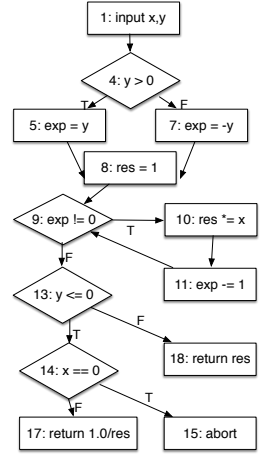 1: input x,y
4: y > 0
T F
5: exp = y 7: exp = -y
8: res = 1
9: exp != 0 10: res *= x
T
F
11: exp -= 1
13: y <= 0
F
T
18: return res
14: x == 0
T
F
17: return 1.0/res 15: abort